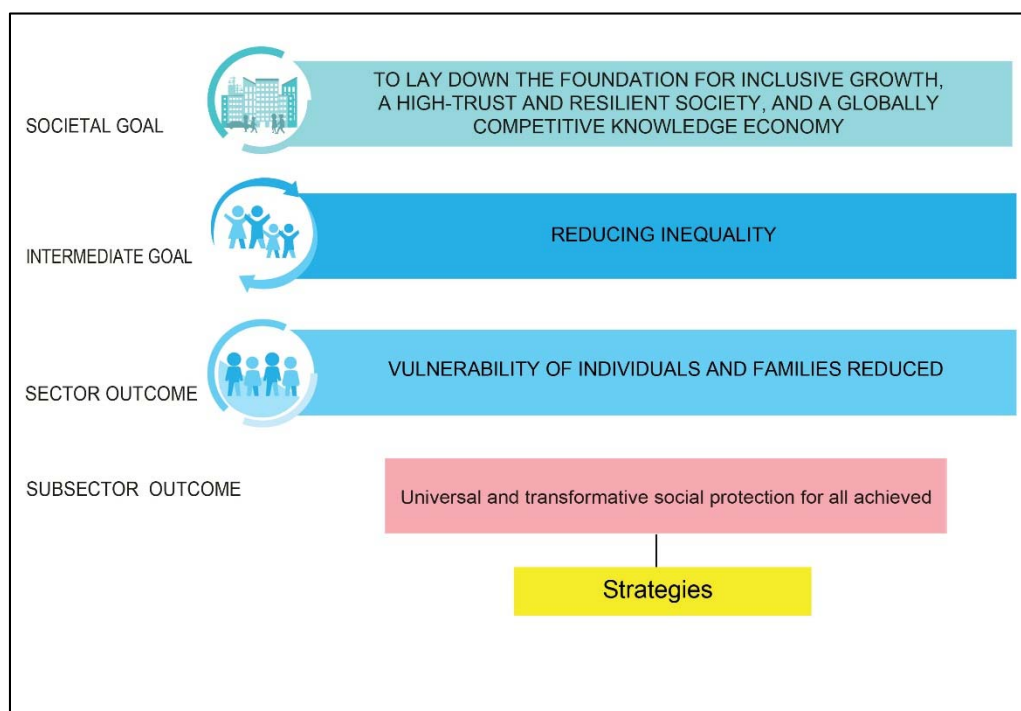 SOCIETAL GOAL
TO LAY DOWN THE FOUNDATION FOR INCLUSIVE GROWTH,
A HIGH-TRUST AND RESILIENT SOCIETY, AND A GLOBALLY
COMPETITIVE KNOWLEDGE ECONOMY
INTERMEDIATE GOAL
REDUCING INEQUALITY
SECTOR OUTCOME
VULNERABILITY OF INDIVIDUALS AND FAMILIES REDUCED
SUBSECTOR OUTCOME
Universal and transformative social protection for all achieved
Strategies